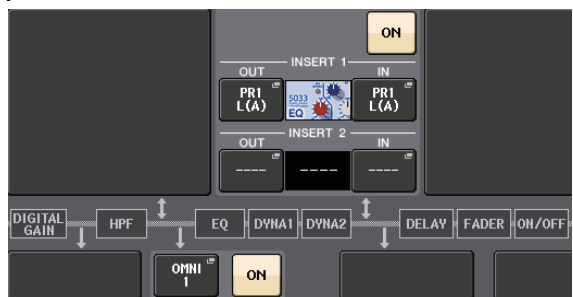 ON
INSERT 1
OUT IN
PR1 L(A) 5033 EQ PR1 L(A)
INSERT 2
OUT IN
---- ---- ----
DIGITAL GAIN HPF EQ DYNA1 DYNA2 DELAY FADER ON/OFF
OMNI 1 ON